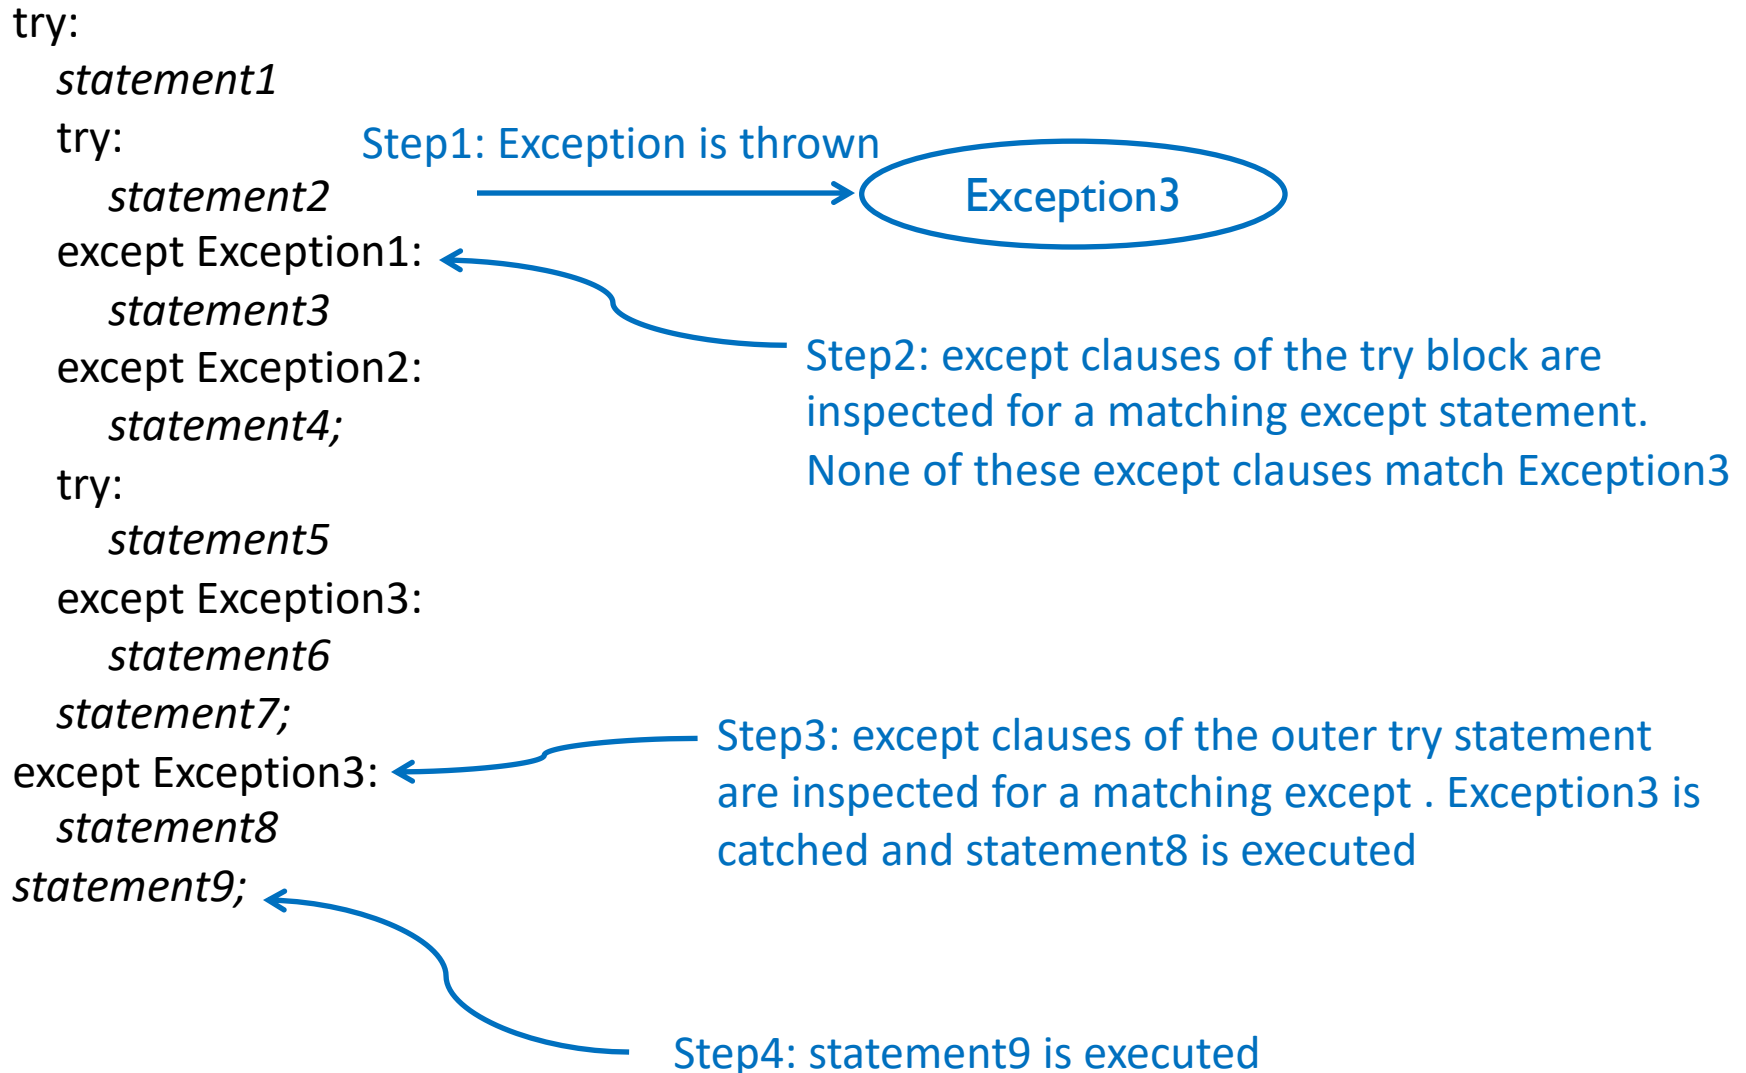 try:
statement1
try:
statement2
except Exception1:
statement3
except Exception2:
statement4;
try:
statement5
except Exception3:
statement6
statement7;
except Exception3:
statement8
statement9;
Step1: Exception is thrown
Exception3
Step2: except clauses of the try block are
inspected for a matching except statement.
None of these except clauses match Exception3
Step3: except clauses of the outer try statement
are inspected for a matching except . Exception3 is
catched and statement8 is executed
Step4: statement9 is executed